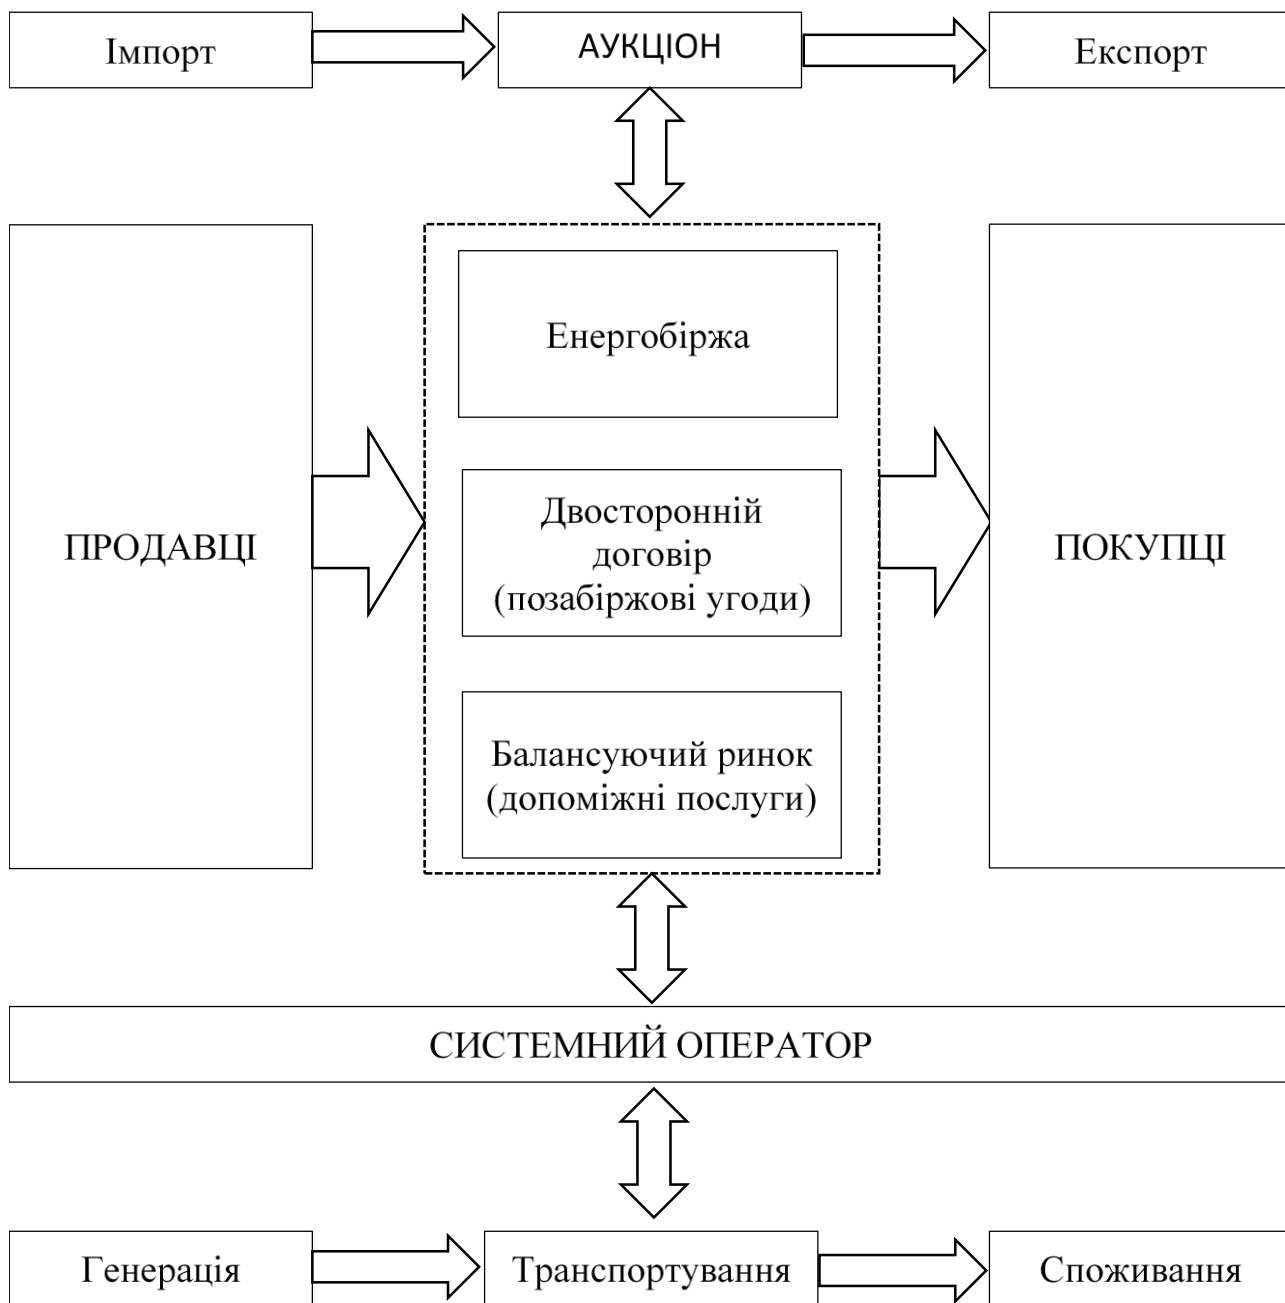 Імпорт
АУКЦІОН
Експорт
ПРОДАВЦІ
Енергобіржа
Двосторонній
договір
(позабіржові угоди)
Балансуючий ринок
(допоміжні послуги)
ПОКУПЦІ
СИСТЕМНИЙ ОПЕРАТОР
Генерація
Транспортування
Споживання